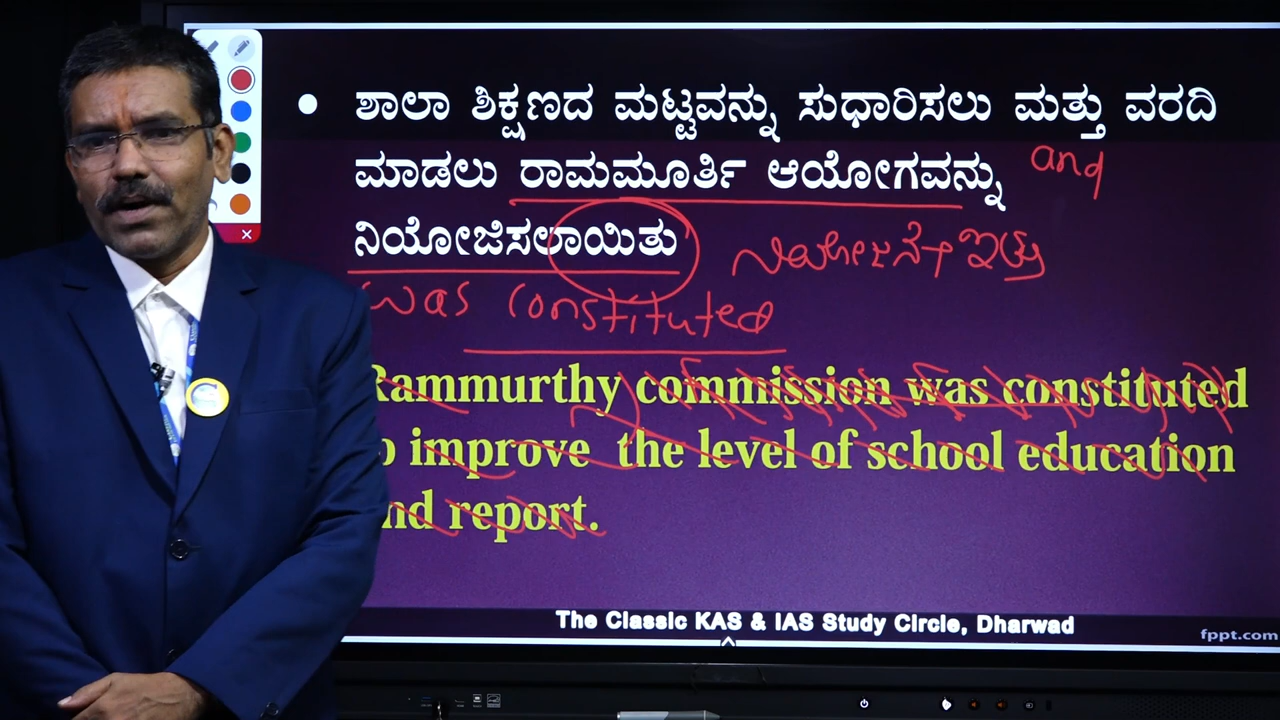 ಶಾಲಾ ಶಿಕ್ಷಣದ ಮಟ್ಟವನ್ನು ಸುಧಾರಿಸಲು ಮತ್ತು ವರದಿ
ಮಾಡಲು ರಾಮಮೂರ್ತಿ ಆಯೋಗವನ್ನು and
ನಿಯೋಜಿಸಲಾಯಿತು
was constituted
Rammurthy commission was constituted
improve the level of school education
and report.
The Classic KAS & IAS Study Circle, Dharwad
fppt.com